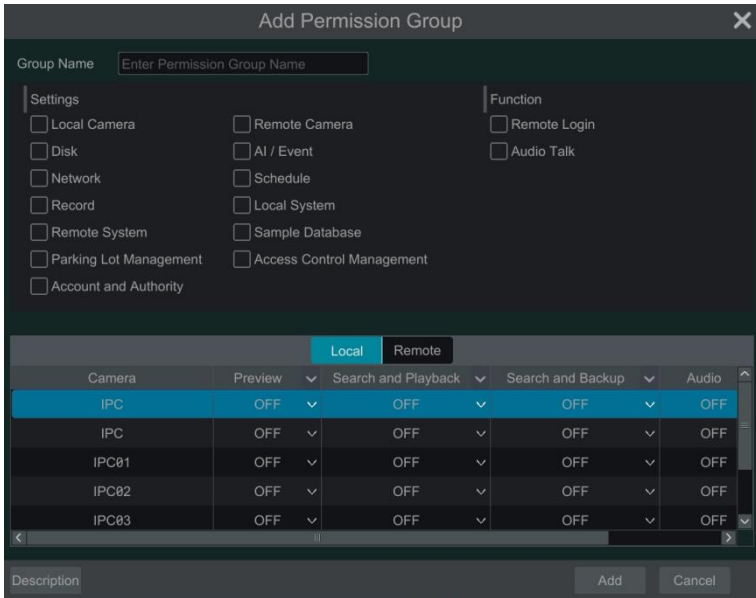 Add Permission Group
Group Name Enter Permission Group Name
Settings Function
Local Camera Remote Camera Remote Login
Disk AI / Event Audio Talk
Network Schedule
Record Local System
Remote System Sample Database
Parking Lot Management Access Control Management
Account and Authority
Local Remote
Camera Preview Search and Playback Search and Backup Audio
IPC OFF OFF OFF OFF
IPC OFF OFF OFF OFF
IPC01 OFF OFF OFF OFF
IPC02 OFF OFF OFF OFF
IPC03 OFF OFF OFF OFF
Description Add Cancel